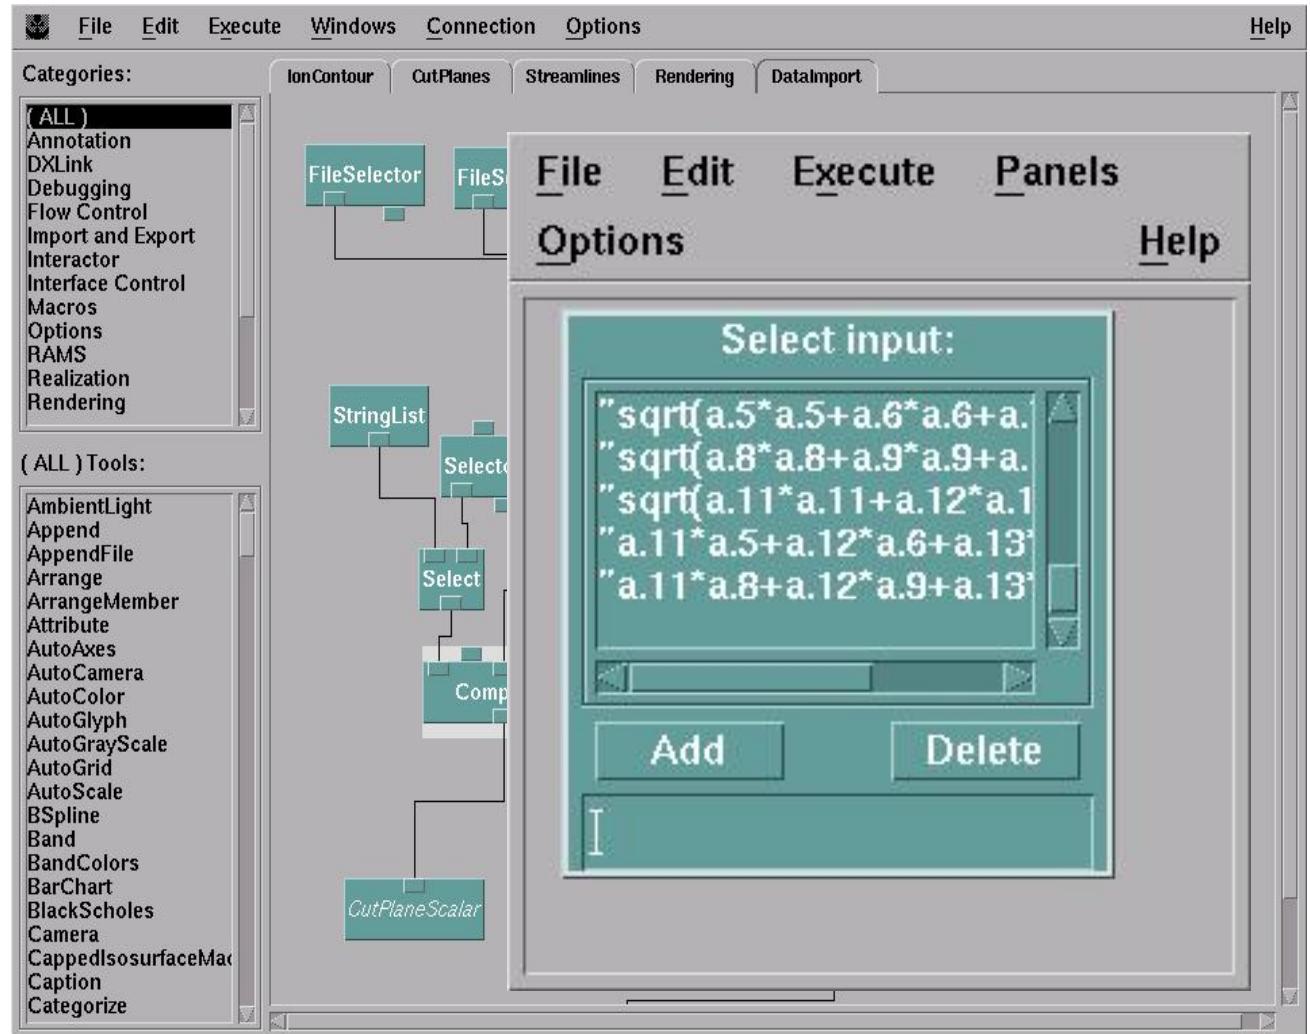 File Edit Execute Windows Connection Options Help
Categories:
( ALL )
Annotation
DXLink
Debugging
Flow Control
Import and Export
Interactor
Interface Control
Macros
Options
RAMS
Realization
Rendering
( ALL ) Tools:
AmbientLight
Append
AppendFile
Arrange
ArrangeMember
Attribute
AutoAxes
AutoCamera
AutoColor
AutoGlyph
AutoGrayScale
AutoGrid
AutoScale
BSpline
Band
BandColors
BarChart
BlackScholes
Camera
CappedIsosurfaceMac
Caption
Categorize
IonContour CutPlanes Streamlines Rendering DataImport
FileSelector
FileS
StringList
Selecto
Select
Comp
CutPlaneScalar
File Edit Execute Panels
Options Help
Select input:
"sqrt(a.5*a.5+a.6*a.6+a.
"sqrt(a.8*a.8+a.9*a.9+a.
"sqrt(a.11*a.11+a.12*a.1
"a.11*a.5+a.12*a.6+a.13*
"a.11*a.8+a.12*a.9+a.13*
Add Delete